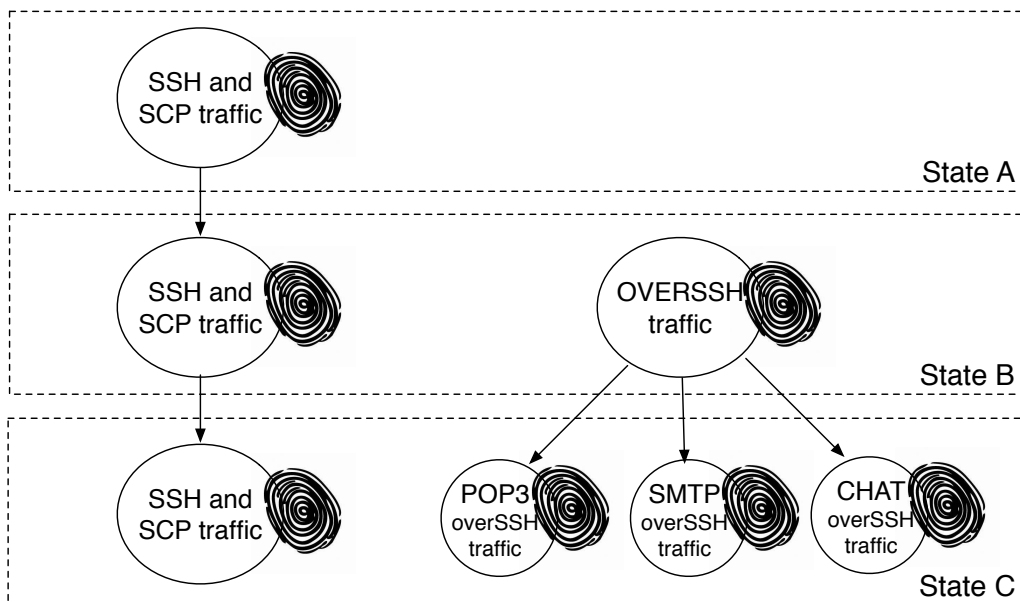 SSH and
SCP traffic
State A
SSH and
SCP traffic
OVERSSH
traffic
State B
SSH and
SCP traffic
POP3
overSSH
traffic
SMTP
overSSH
traffic
CHAT
overSSH
traffic
State C